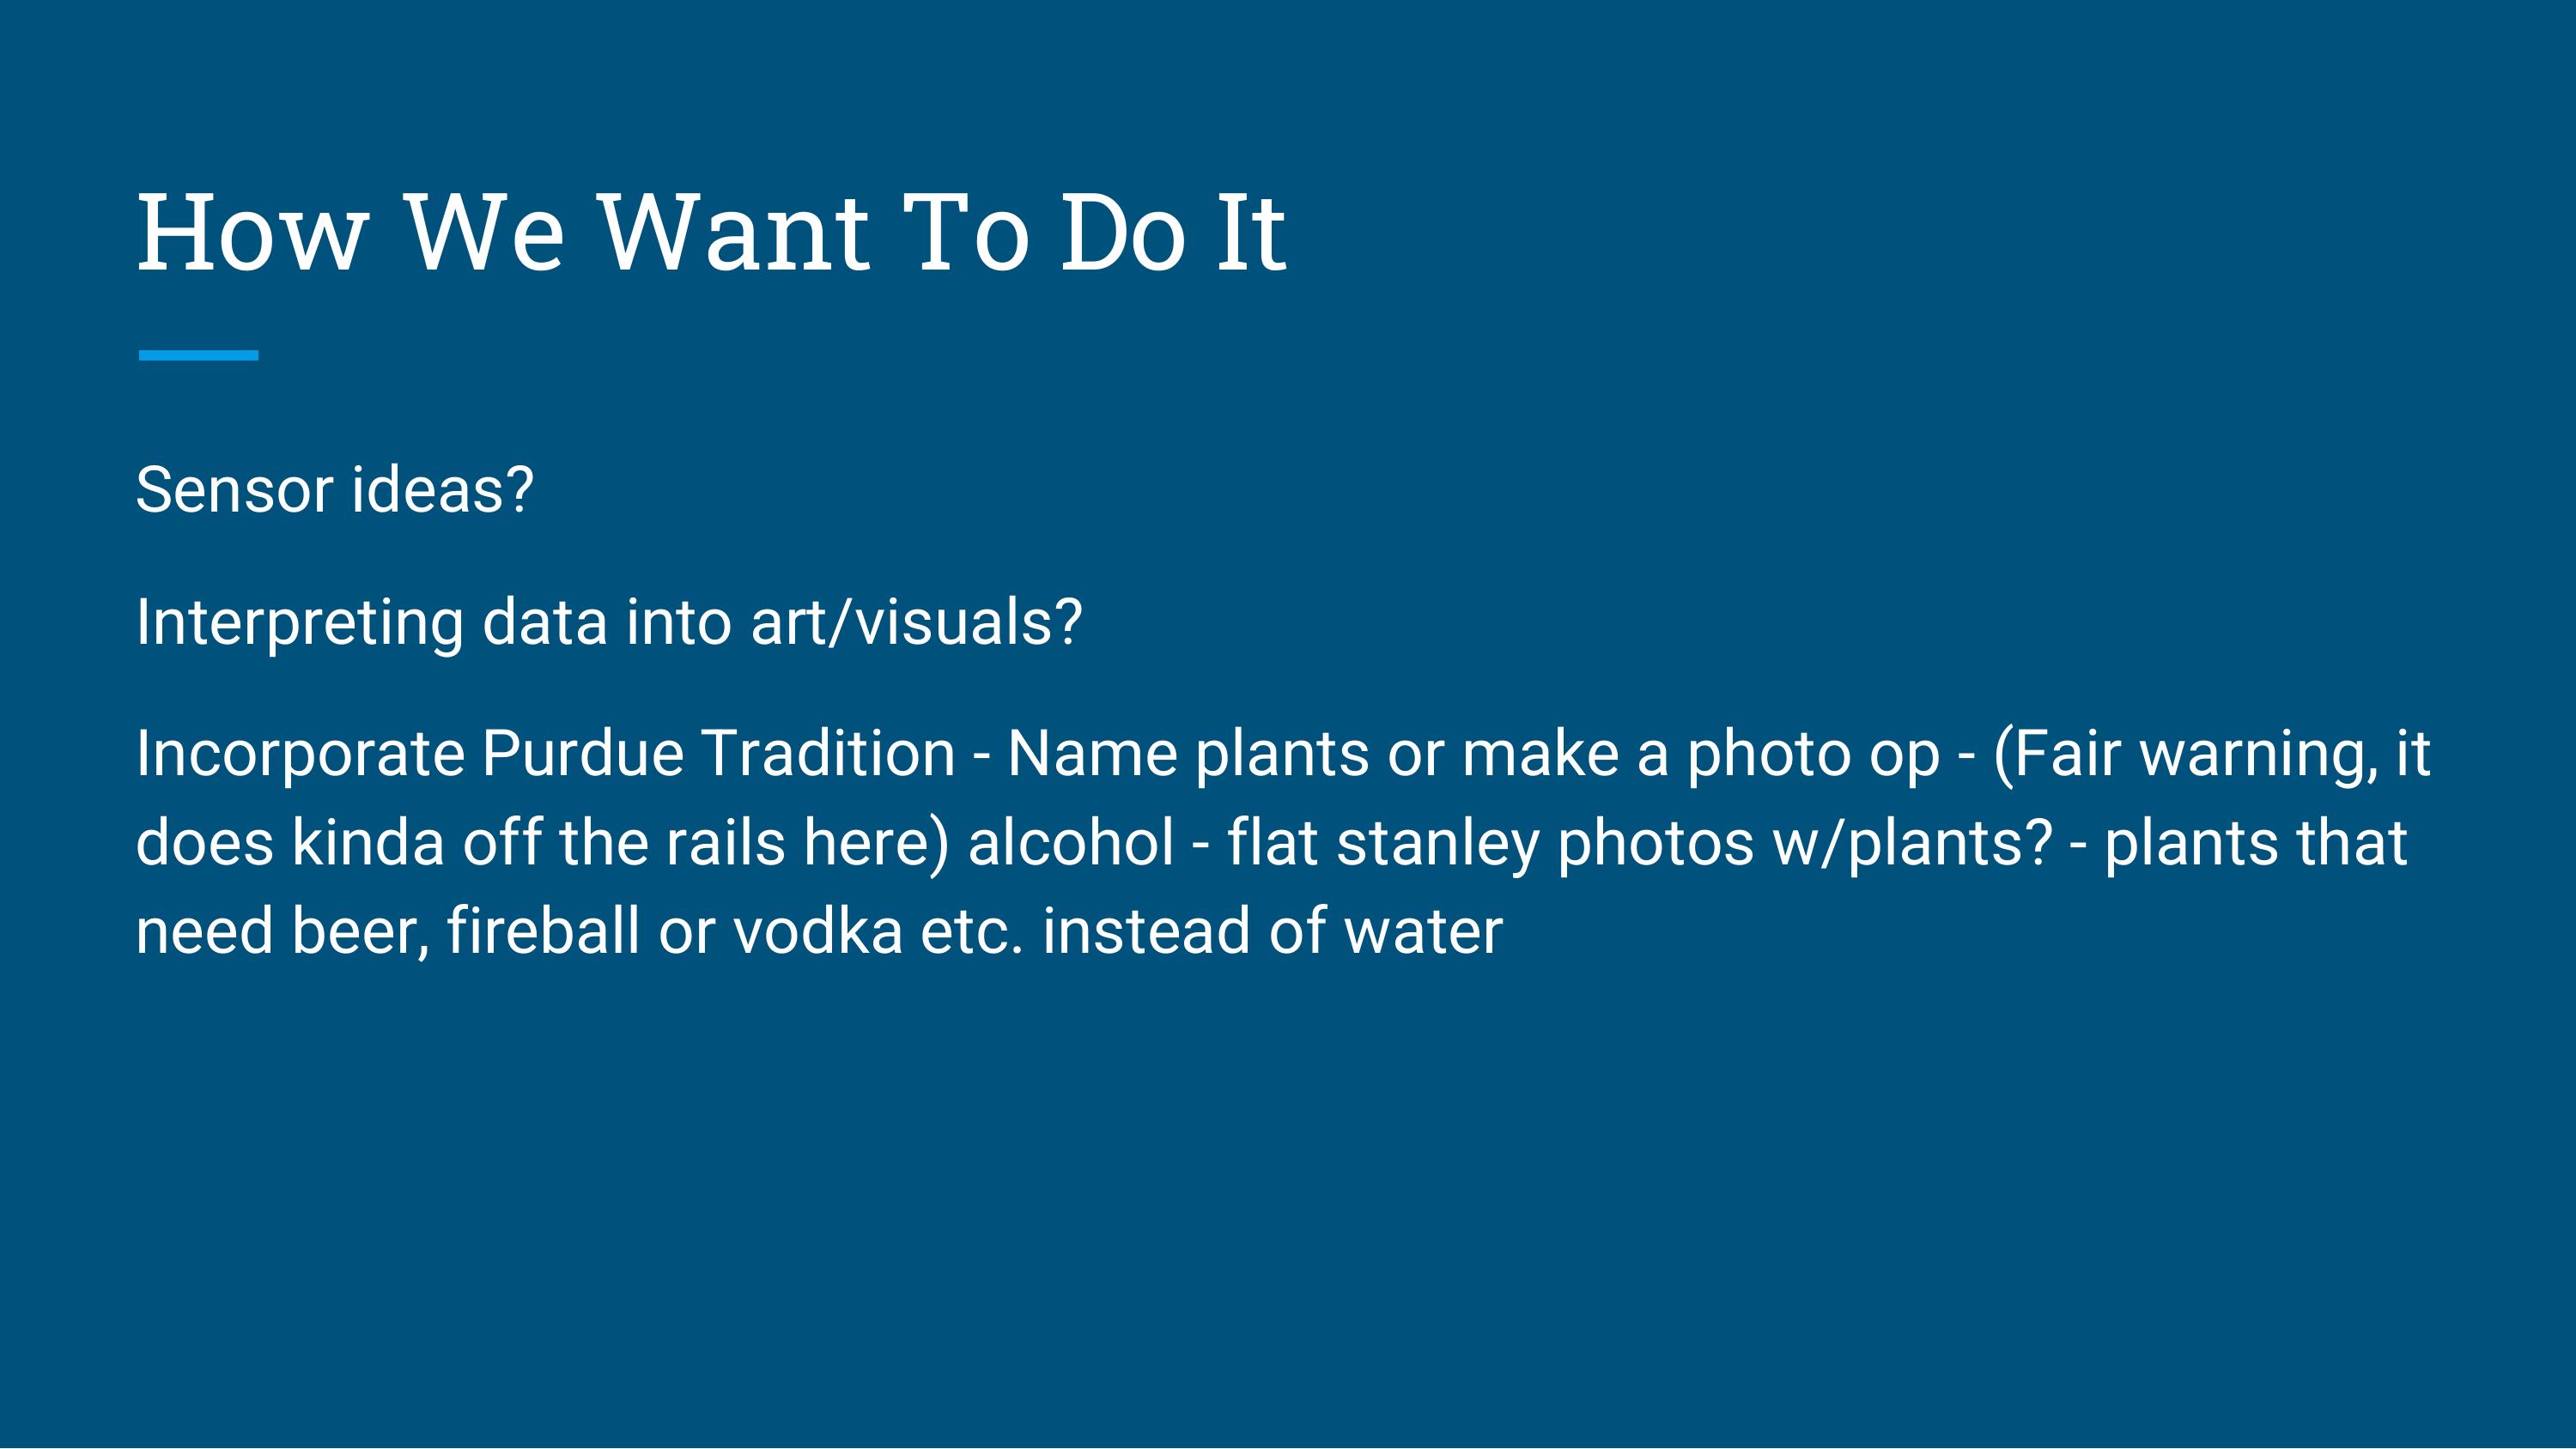 How We Want To Do It
Sensor ideas?
Interpreting data into art/visuals?
Incorporate Purdue Tradition - Name plants or make a photo op - (Fair warning, it
does kinda off the rails here) alcohol - flat stanley photos w/plants? - plants that
need beer, fireball or vodka etc. instead of water